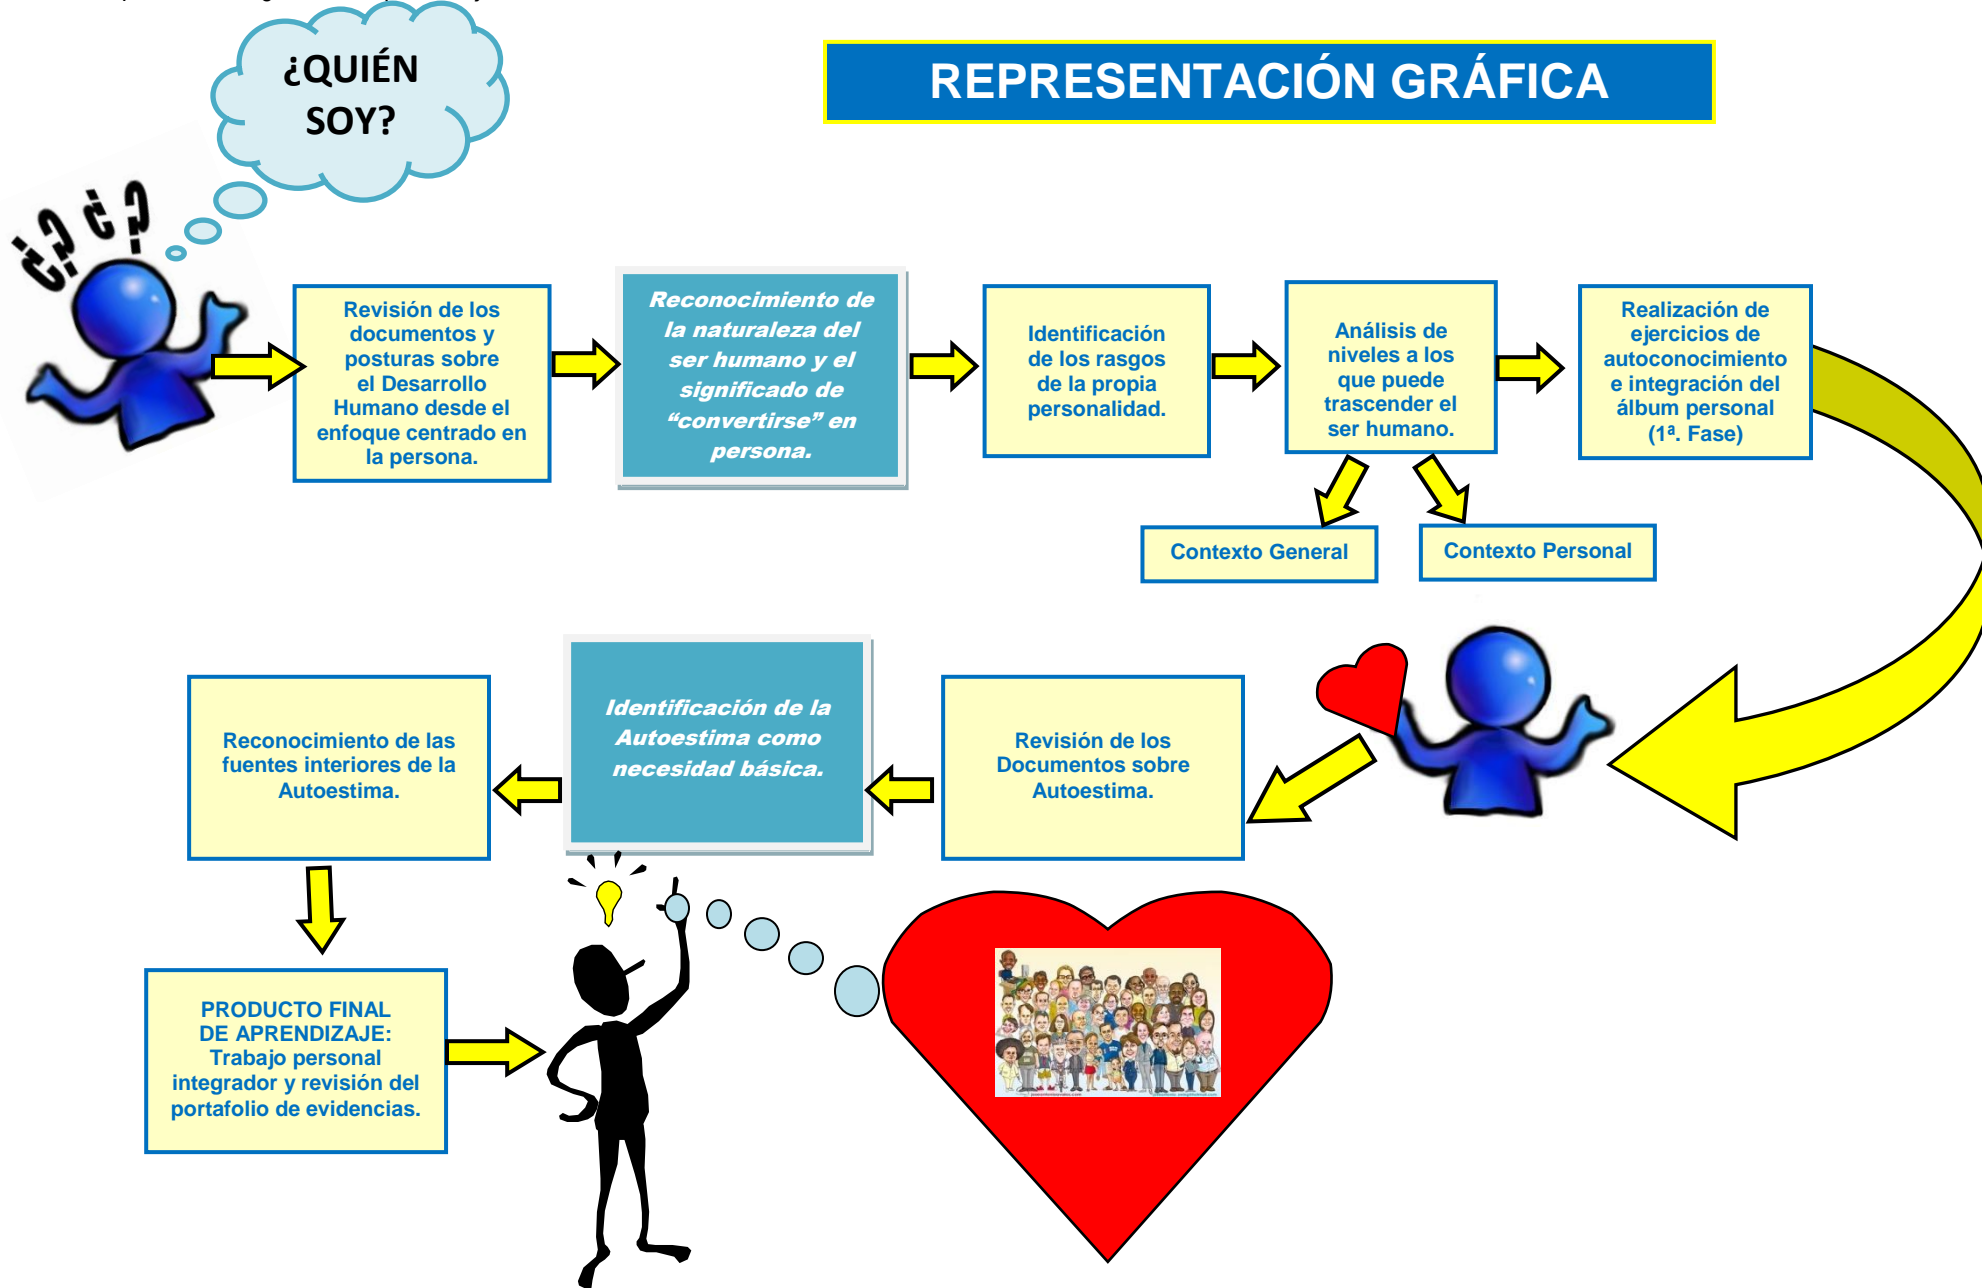 ¿QUIÉN
SOY?
REPRESENTACIÓN GRÁFICA
¿? ¿ ?
Revisión de los
documentos y
posturas sobre
el Desarrollo
Humano desde el
enfoque centrado en
la persona.
Reconocimiento de
la naturaleza del
ser humano y el
significado de
“convertirse” en
persona.
Identificación
de los rasgos
de la propia
personalidad.
Análisis de
niveles a los
que puede
trascender el
ser humano.
Realización de
ejercicios de
autoconocimiento
e integración del
álbum personal
(1ª. Fase)
Contexto General
Contexto Personal
Reconocimiento de las
fuentes interiores de la
Autoestima.
Identificación de la
Autoestima como
necesidad básica.
Revisión de los
Documentos sobre
Autoestima.
PRODUCTO FINAL
DE APRENDIZAJE:
Trabajo personal
integrador y revisión del
portafolio de evidencias.